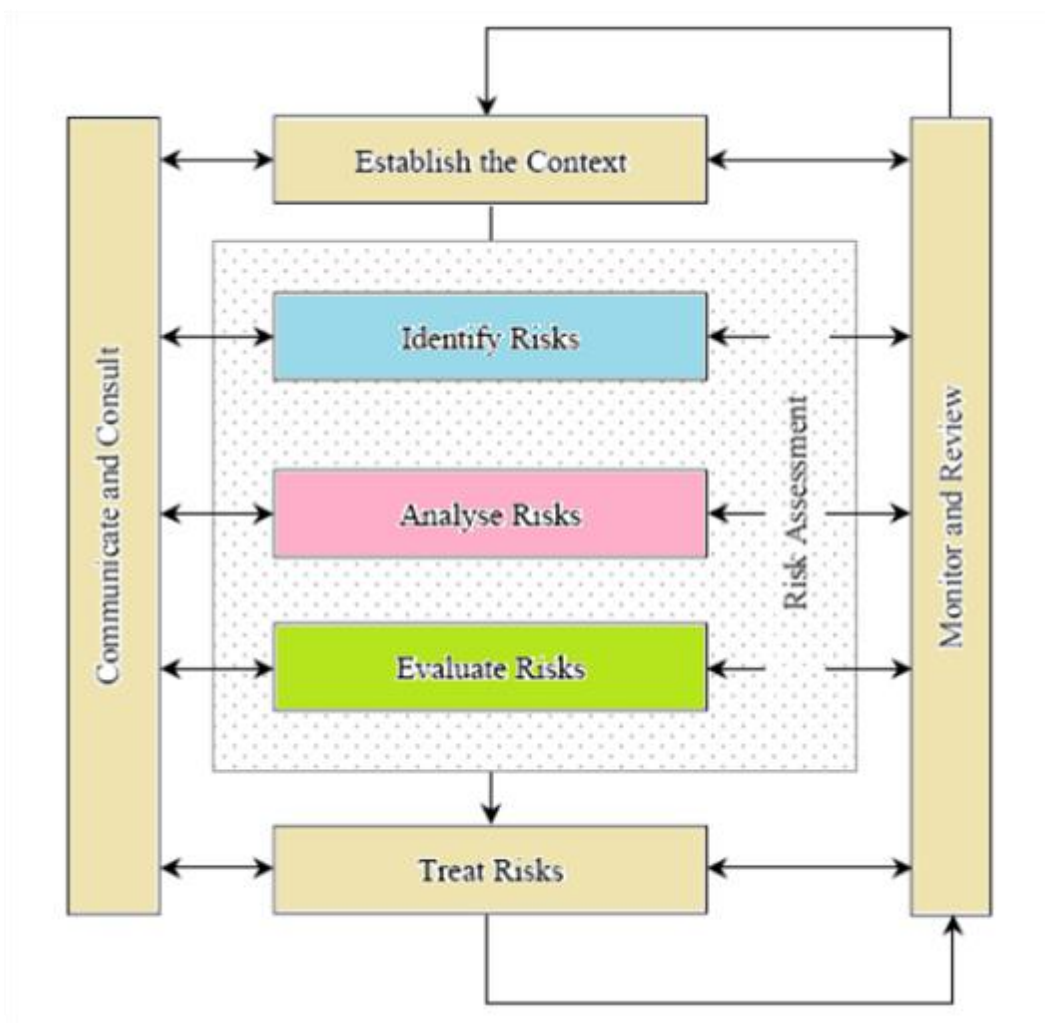 Establish the Context
Communicate and Consult
Identify Risks
Analyse Risks
Evaluate Risks
Risk Assessment
Monitor and Review
Treat Risks